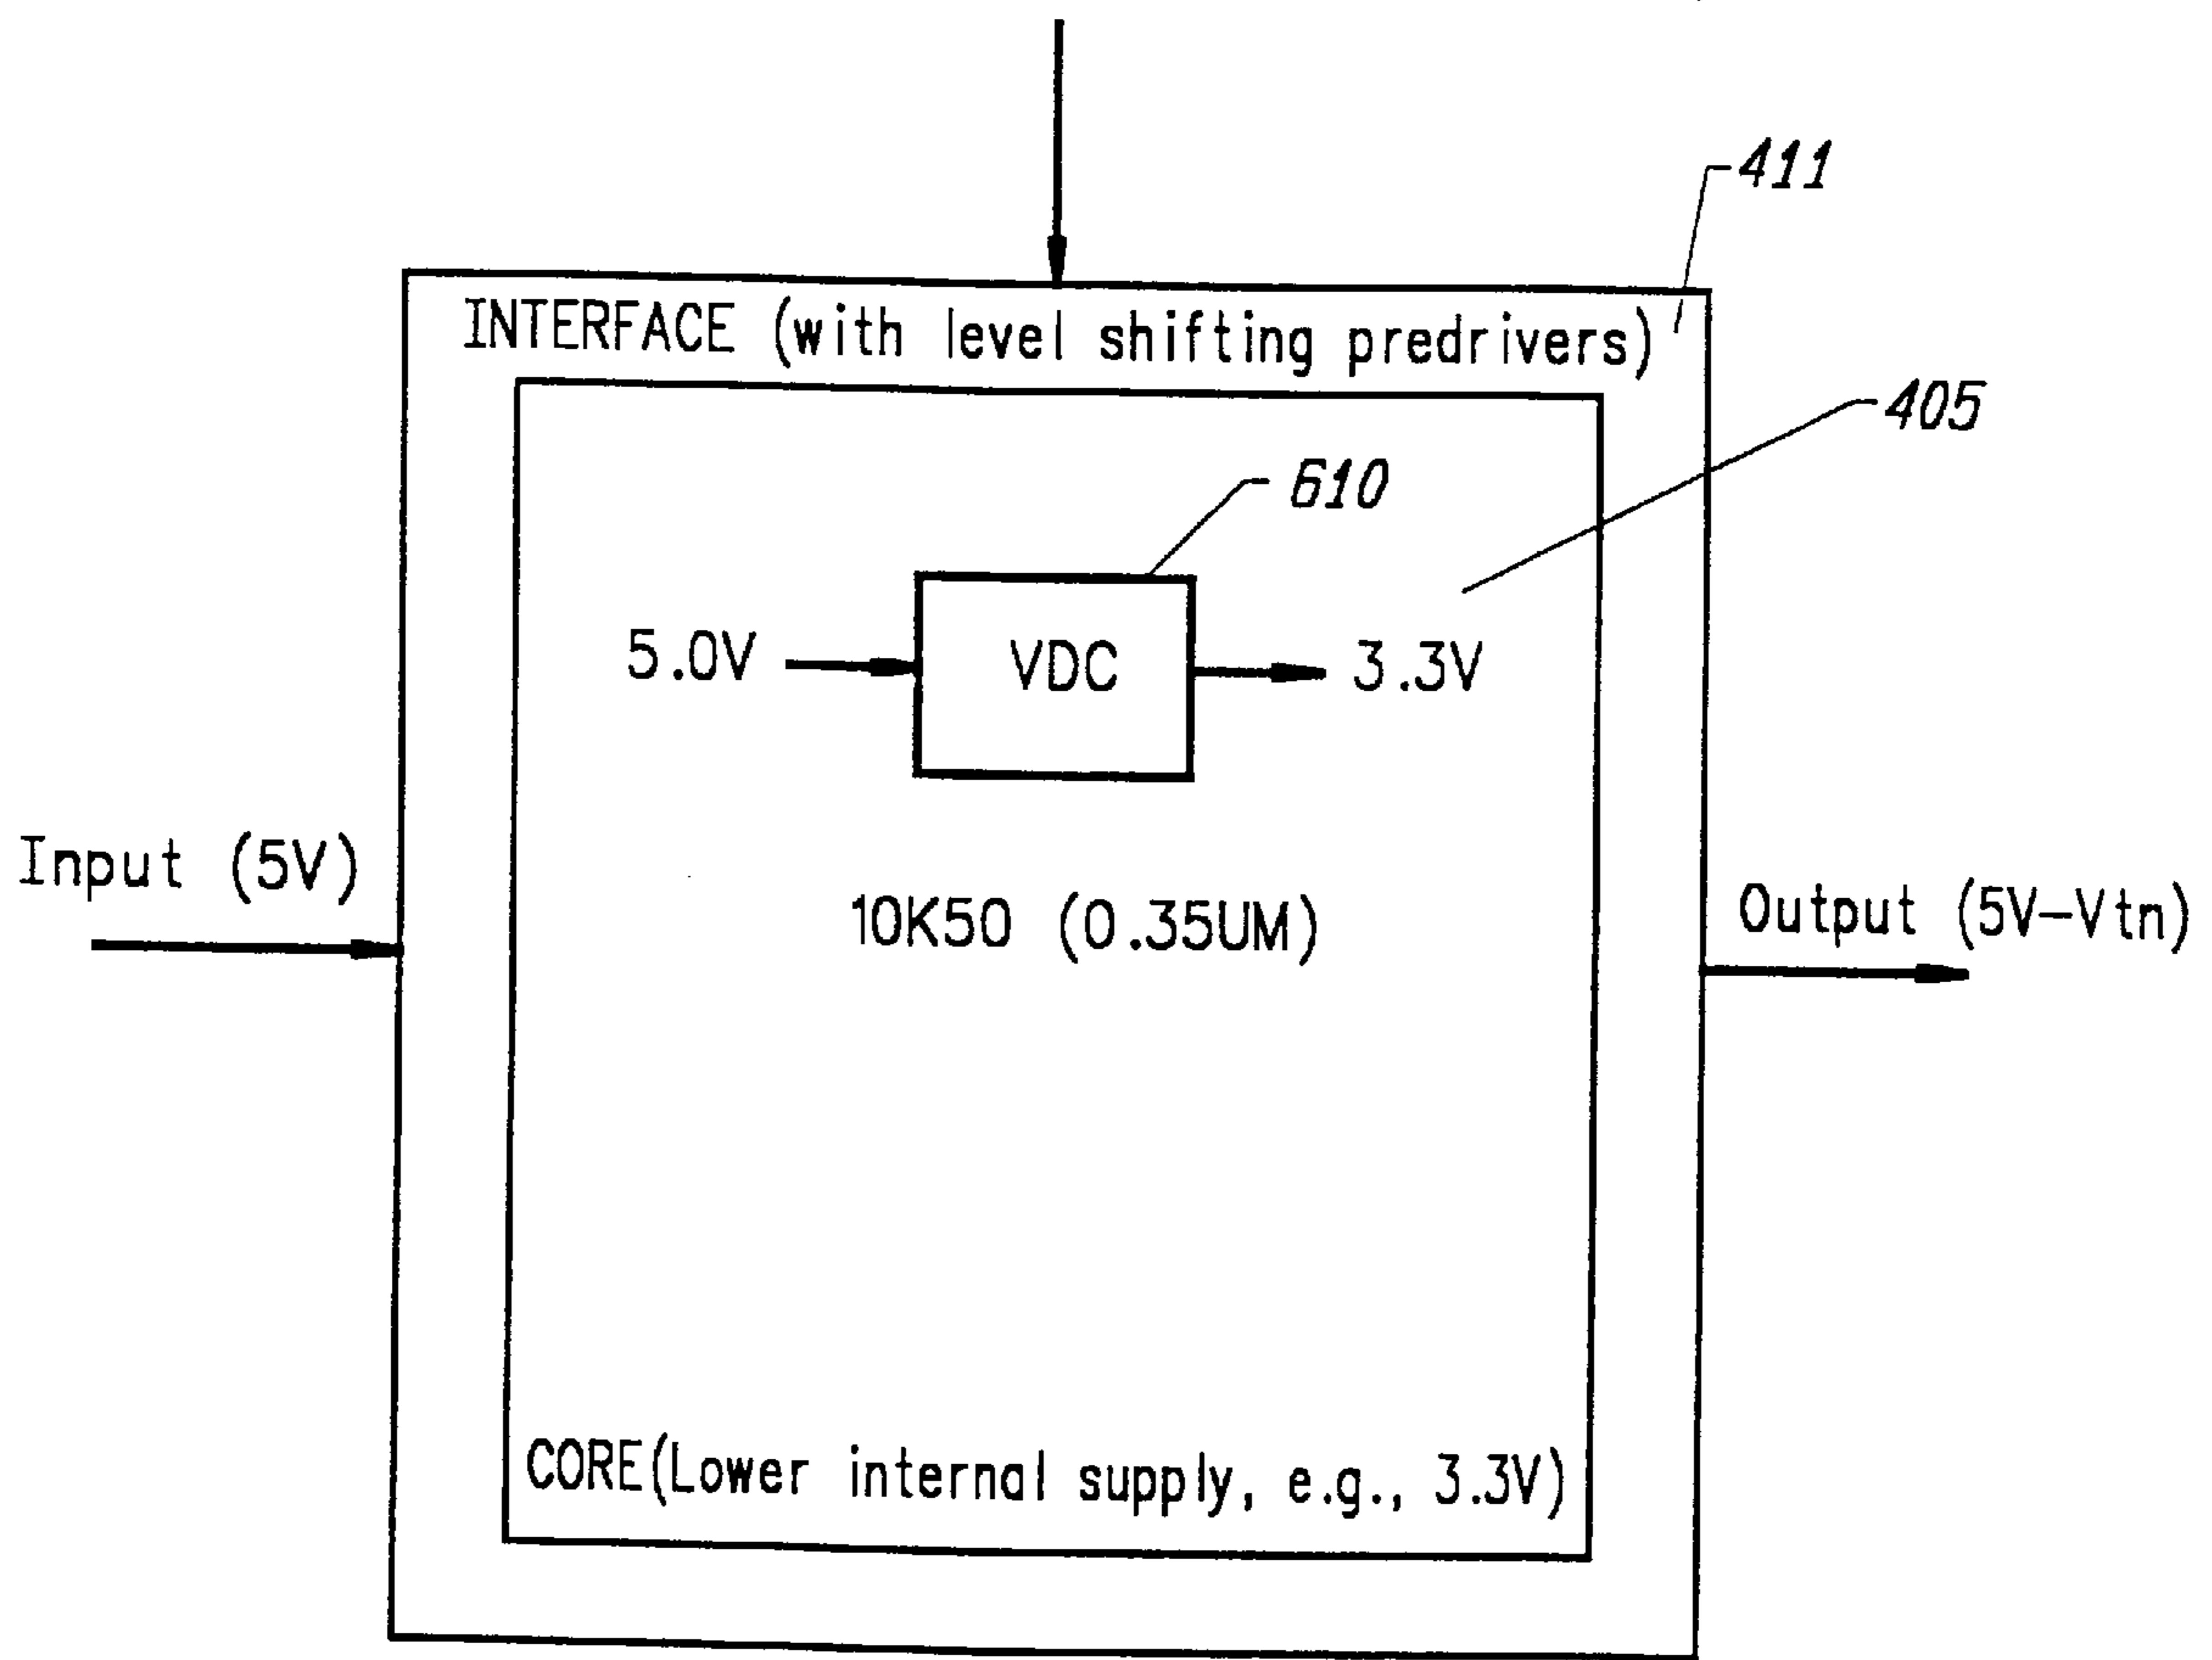 411
INTERFACE (with level shifting predrivers)
405
610
5.0V
VDC
3.3V
Input (5V)
10K50 (0.35UM)
Output (5V-Vtn)
CORE(Lower internal supply, e.g., 3.3V)